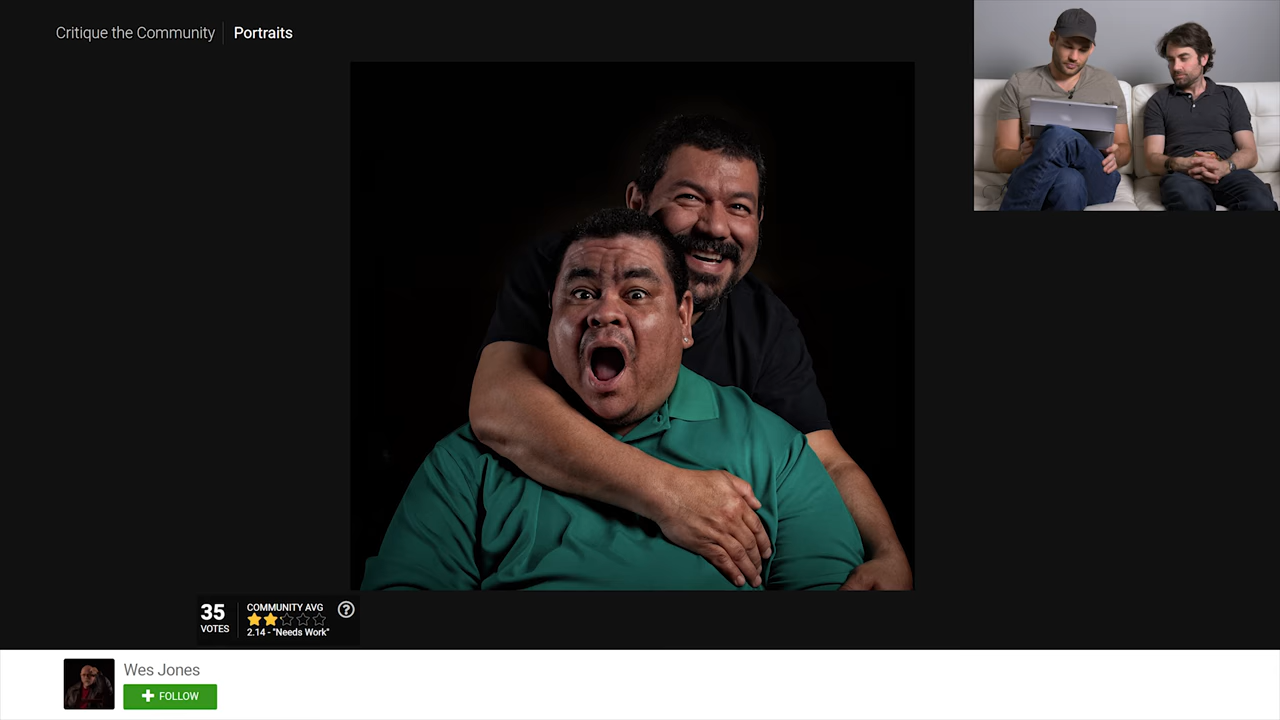 Critique the Community | Portraits
35
VOTES
COMMUNITY AVG
2.14 - "Needs Work"
?
Wes Jones
+ FOLLOW